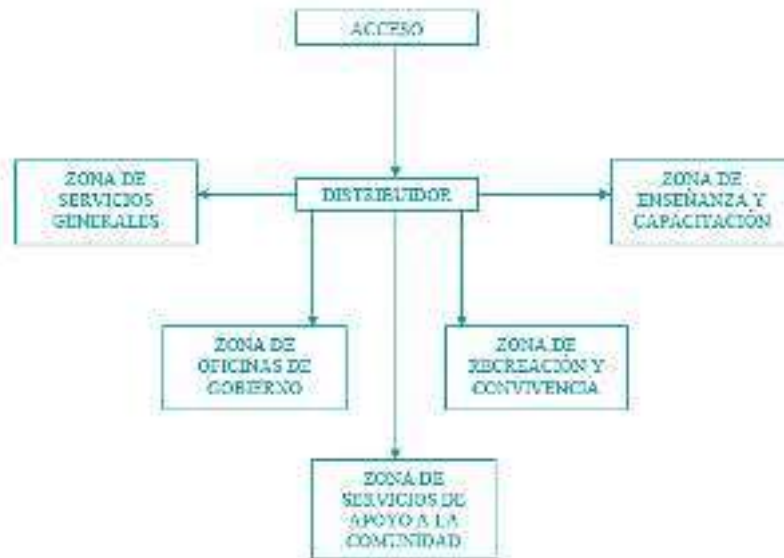 ACCESO
ZONA DE
SERVICIOS
GENERALES
DISTRIBUIDOR
ZONA DE
ENSEÑANZA Y
CAPACITACIÓN
ZONA DE
OFICINAS DE
GOBIERNO
ZONA DE
RECREACIÓN Y
CONVIVENCIA
ZONA DE
SERVICIOS DE
APOYO A LA
COMUNIDAD